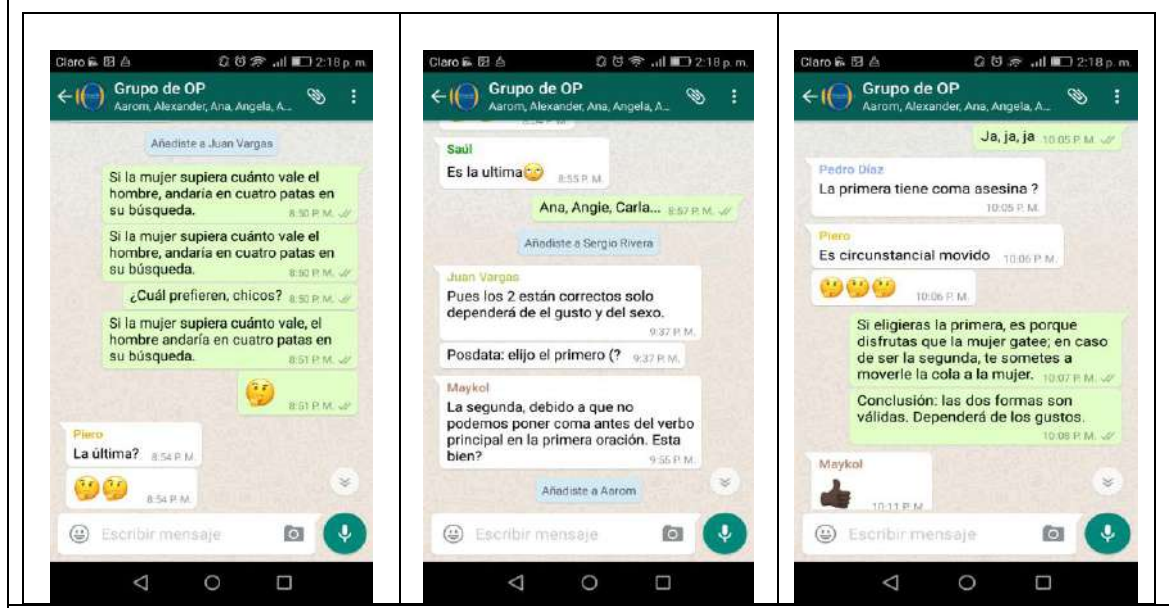 Claro 2:18 p. m.
Grupo de OP
Aarom, Alexander, Ana, Angela, A...
Añadiste a Juan Vargas
Si la mujer supiera cuánto vale el
hombre, andaría en cuatro patas en
su búsqueda. 8:50 P. M.
Si la mujer supiera cuánto vale el
hombre, andaría en cuatro patas en
su búsqueda. 8:50 P. M.
¿Cuál prefieren, chicos? 8:50 P. M.
Si la mujer supiera cuánto vale, el
hombre andaría en cuatro patas en
su búsqueda. 8:51 P. M.
8:51 P. M.
Piero
La última? 8:54 P. M.
8:54 P. M.
Escribir mensaje
Claro 2:18 p. m.
Grupo de OP
Aarom, Alexander, Ana, Angela, A...
Saúl
Es la ultima 8:55 P. M.
Ana, Angie, Carla... 8:57 P. M.
Añadiste a Sergio Rivera
Juan Vargas
Pues los 2 están correctos solo
dependerá de el gusto y del sexo.
9:37 P. M.
Posdata: elijo el primero (? 9:37 P. M.
Maykol
La segunda, debido a que no
podemos poner coma antes del verbo
principal en la primera oración. Esta
bien? 9:55 P. M.
Añadiste a Aarom
Escribir mensaje
Claro 2:18 p. m.
Grupo de OP
Aarom, Alexander, Ana, Angela, A...
Ja, ja, ja 10:05 P. M.
Pedro Díaz
La primera tiene coma asesina ?
10:05 P. M.
Piero
Es circunstancial movido 10:06 P. M.
10:06 P. M.
Si eligieras la primera, es porque
disfrutas que la mujer gatee; en caso
de ser la segunda, te sometes a
moverle la cola a la mujer. 10:07 P. M.
Conclusión: las dos formas son
válidas. Dependerá de los gustos.
10:08 P. M.
Maykol
10:11 P. M.
Escribir mensaje